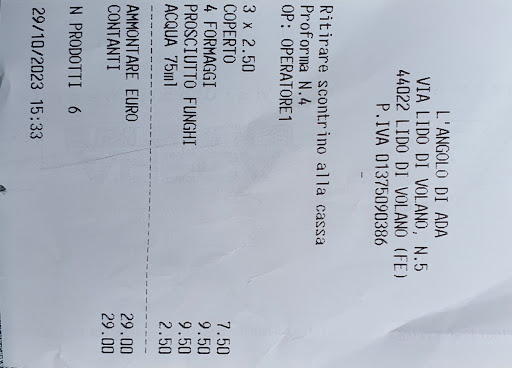 L'ANGOLO DI ADA
VIA LIDO DI VOLANO, N.5
44022 LIDO DI VOLANO (FE)
P.IVA 01375090386
Ritirare scontrino alla cassa
Proforma N.4
OP: OPERATORE1
3 x 2.50
COPERTO 7.50
4 FORMAGGI 9.50
PROSCIUTTO FUNGHI 9.50
ACQUA 75ml 2.50
AMMONTARE EURO 29.00
CONTANTI 29.00
N PRODOTTI 6
29/10/2023 15:33